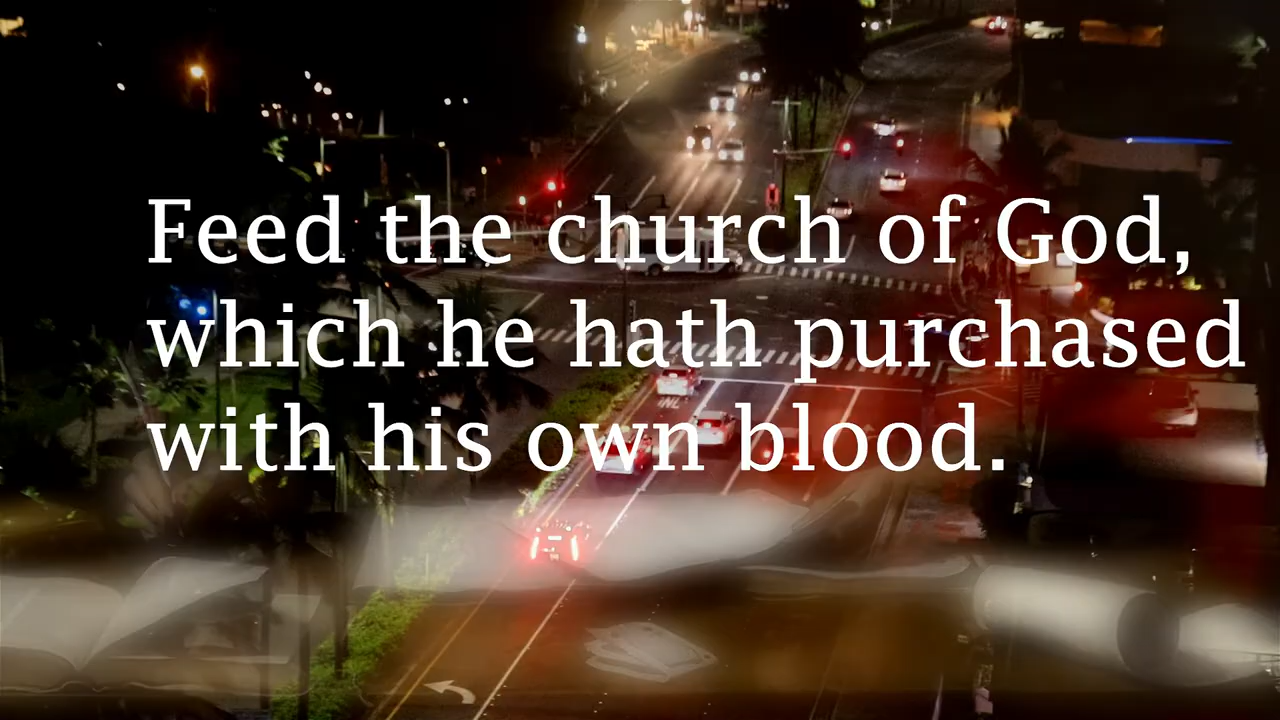 Feed the church of God,
which he hath purchased
with his own blood.